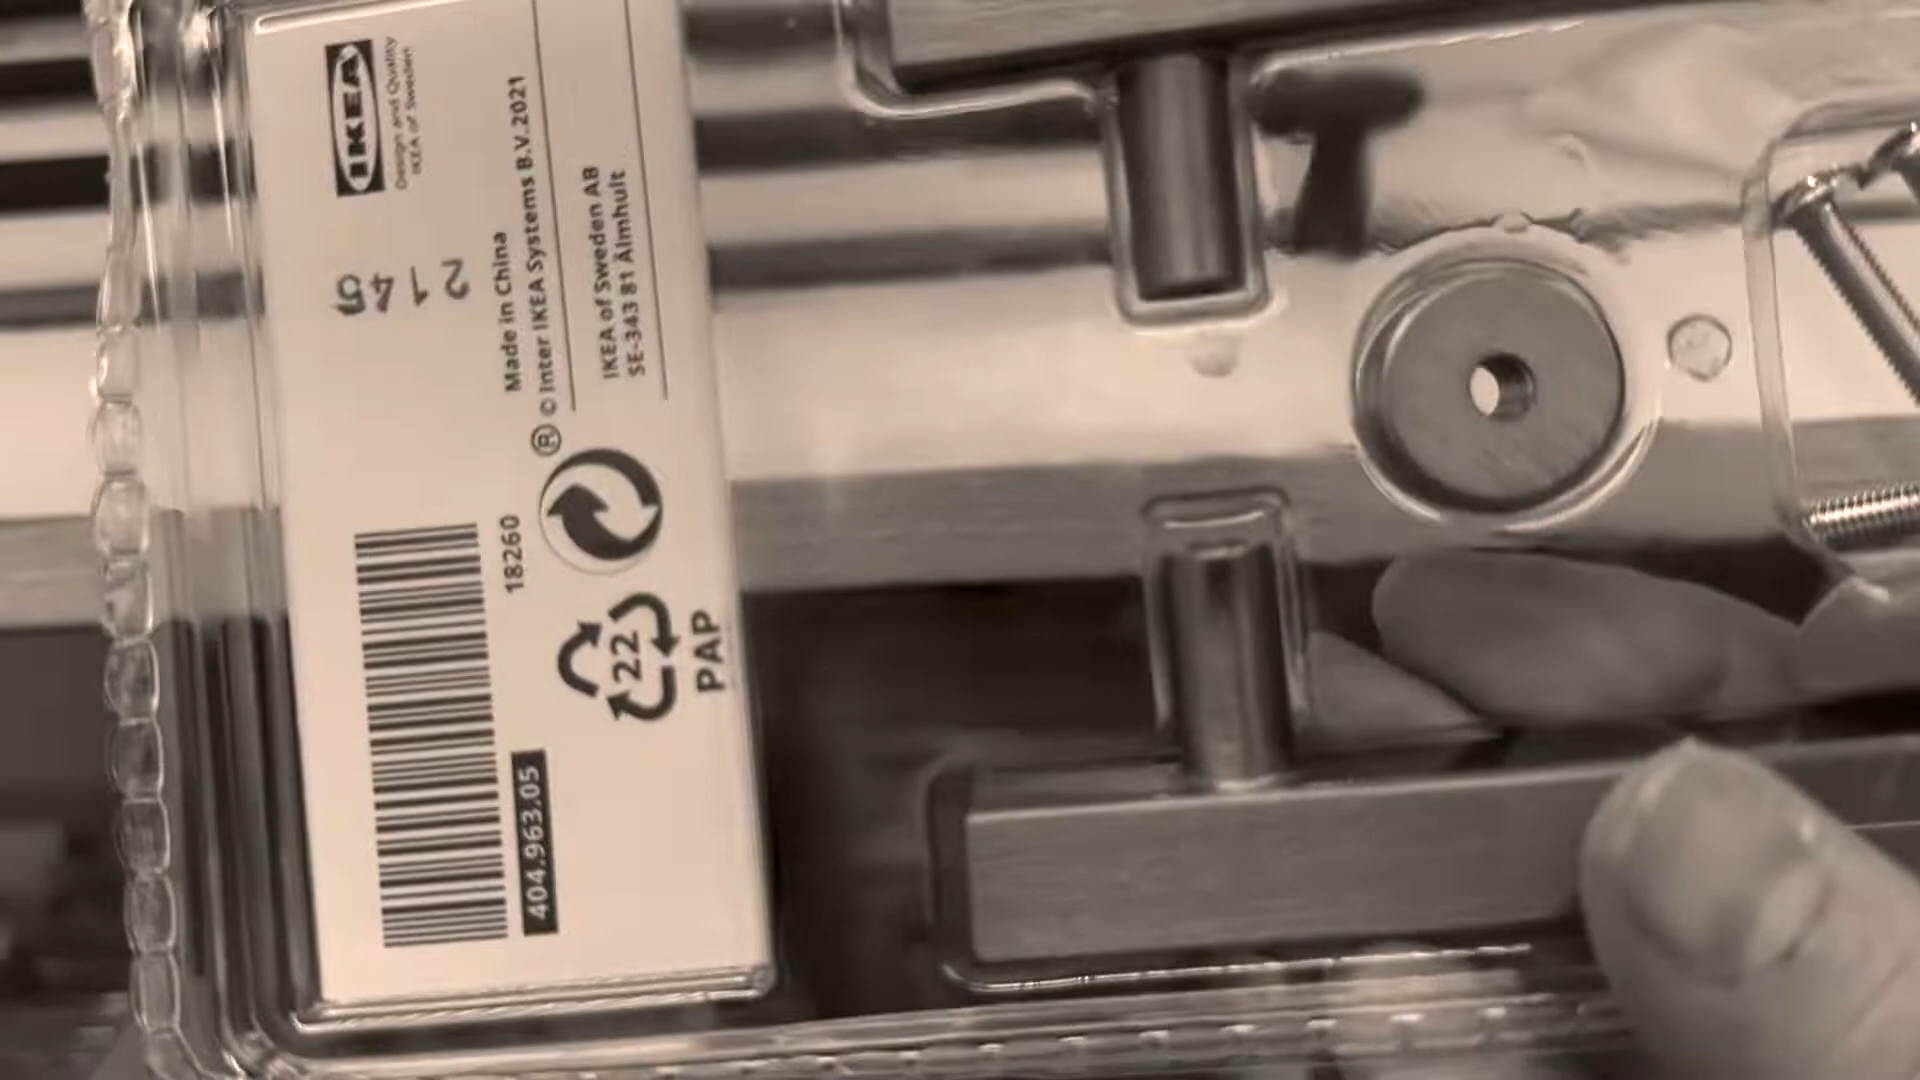 IKEA
Design and Quality
IKEA of Sweden
2145
Made in China
® © Inter IKEA Systems B.V.2021
IKEA of Sweden AB
SE-343 81 Älmhult
18260
22
PAP
404.963.05